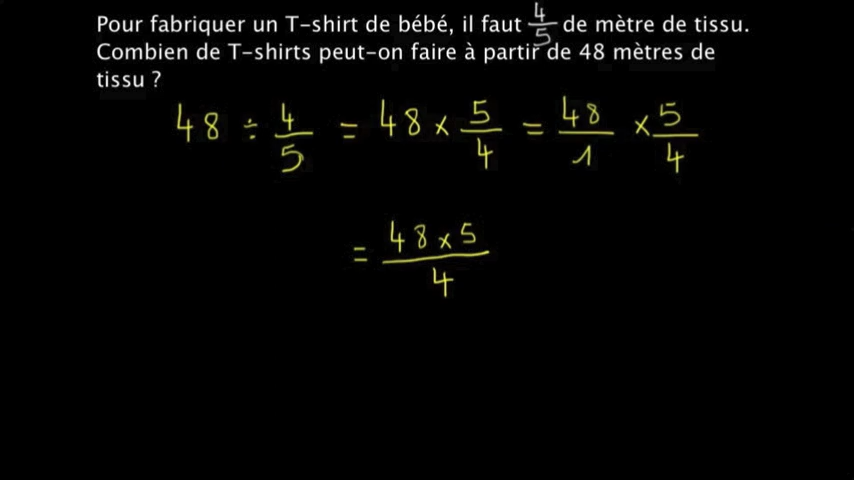 Pour fabriquer un T-shirt de bébé, il faut 4/5 de mètre de tissu.
Combien de T-shirts peut-on faire à partir de 48 mètres de
tissu ?
48 ÷ 4/5 = 48 × 5/4 = 48/1 × 5/4
= 48 × 5/4